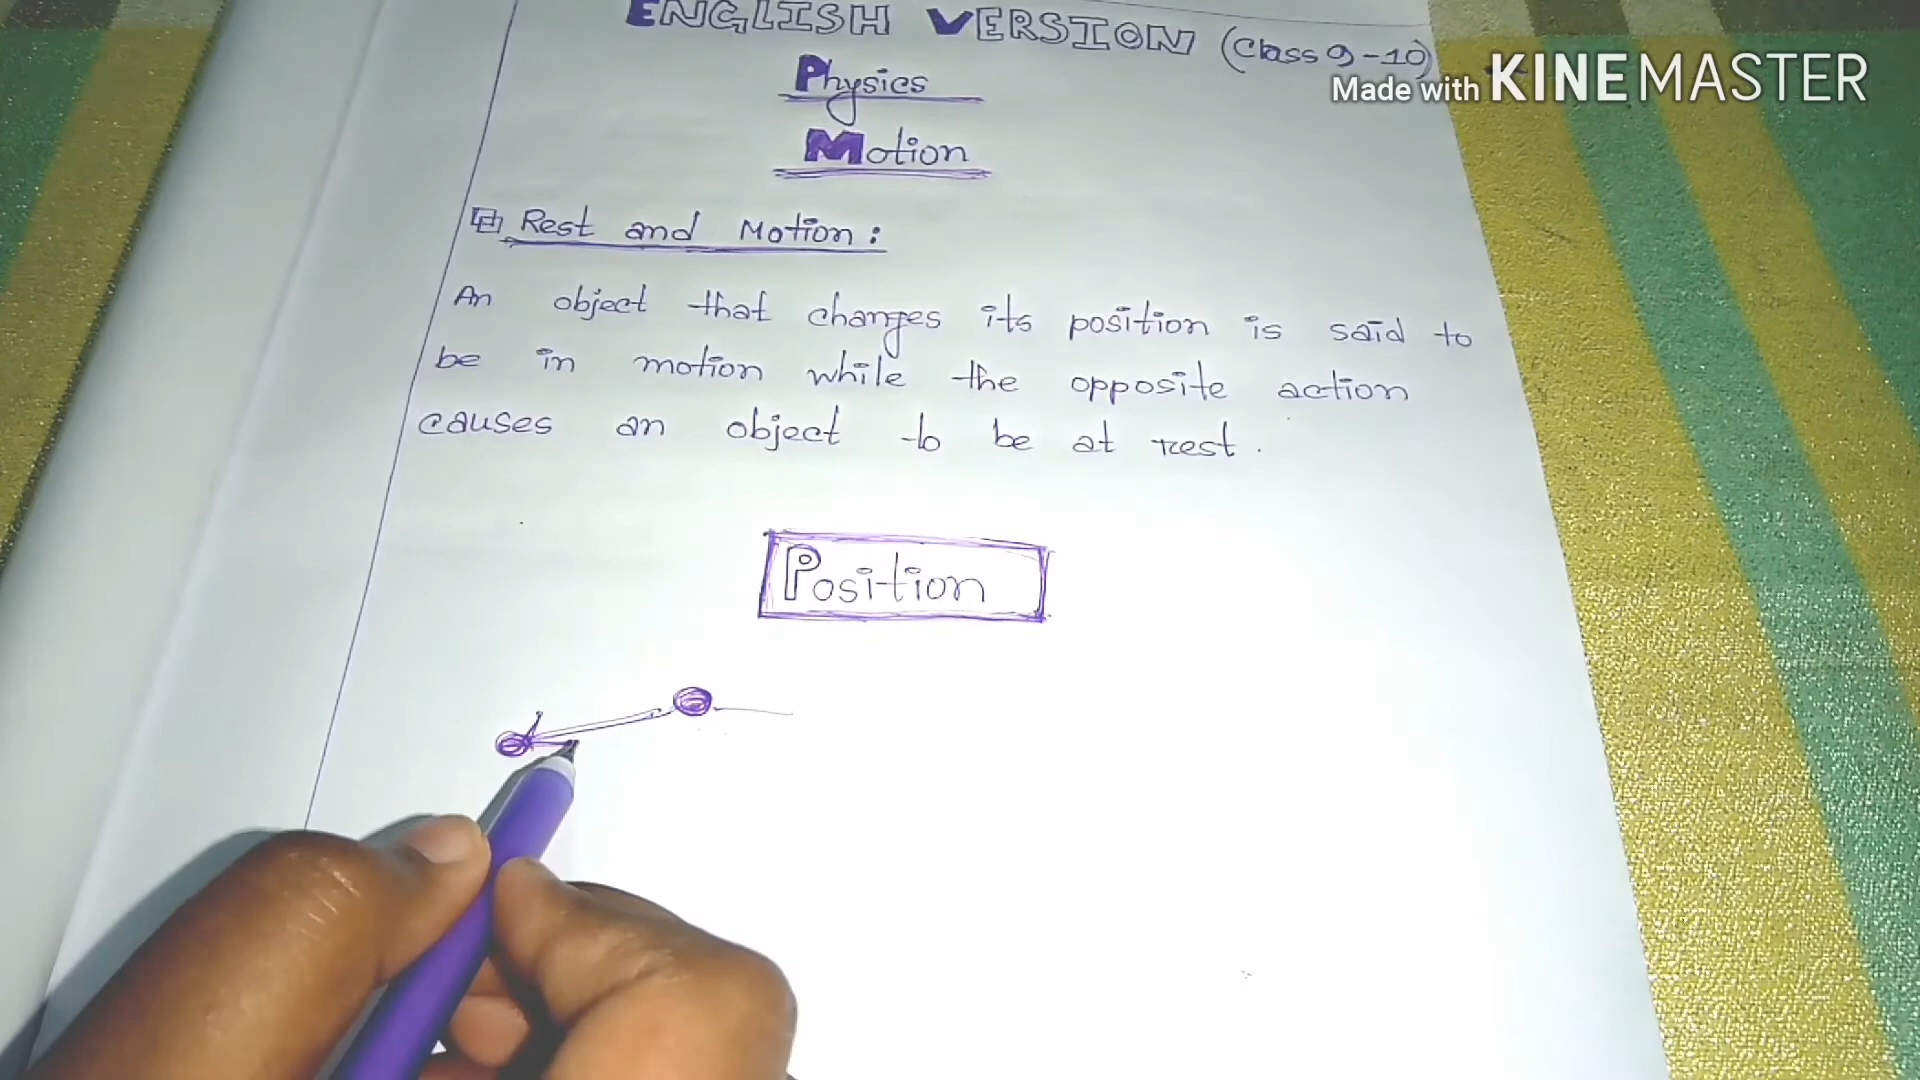 ENGLISH VERSION (Class 9-10)
Made with KINEMASTER
Physics
Motion
Rest and Motion:
An object that changes its position is said to
be in motion while the opposite action
causes an object to be at rest.
Position